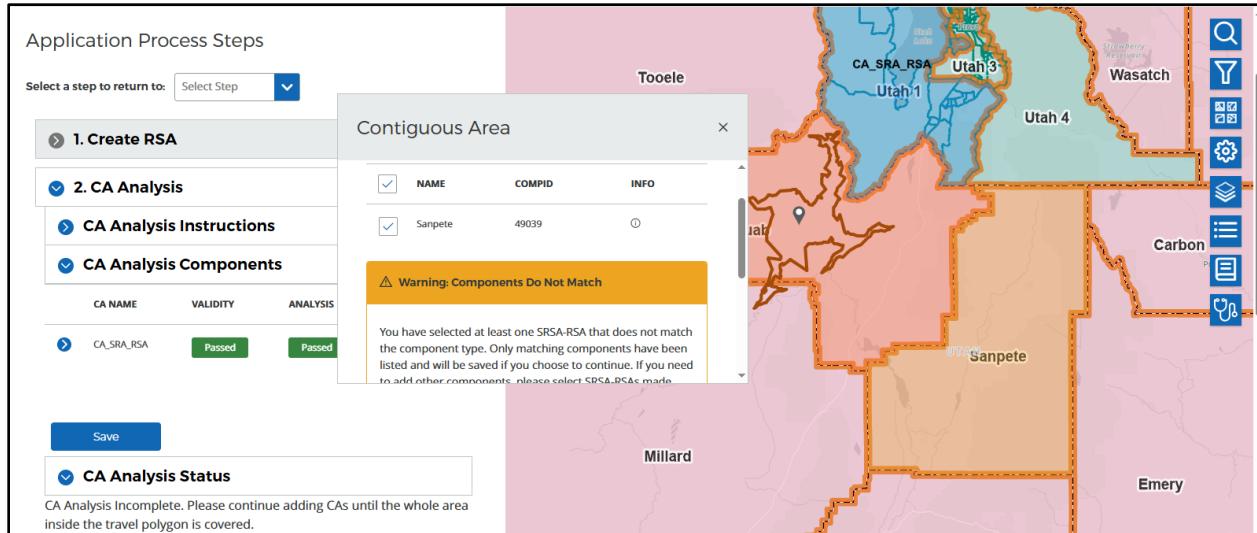 Application Process Steps
Select a step to return to:
Select Step
1. Create RSA
2. CA Analysis
CA Analysis Instructions
CA Analysis Components
CA NAME
VALIDITY
ANALYSIS
CA_SRA_RSA
Passed
Passed
Save
CA Analysis Status
CA Analysis Incomplete. Please continue adding CAs until the whole area
inside the travel polygon is covered.
Contiguous Area
NAME
COMPID
INFO
Sanpete
49039
Warning: Components Do Not Match
You have selected at least one SRSA-RSA that does not match
the component type. Only matching components have been
listed and will be saved if you choose to continue. If you need
to add other components, please select SRSA-RSAs made
Tooele
CA_SRA_RSA
Utah 1
Utah 3
Utah 4
Strawberry
Reservoir
Wasatch
Carbon
UTAH
Sanpete
Millard
Emery